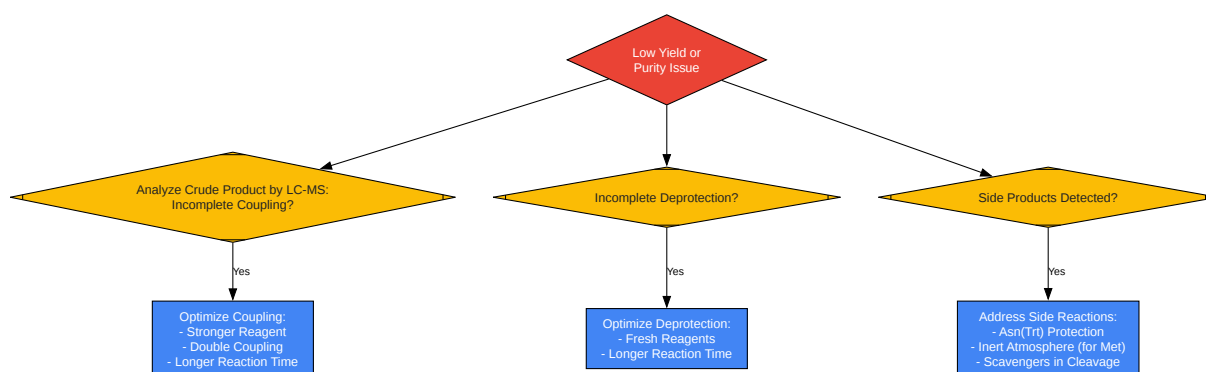 Low Yield or
Purity Issue
Analyze Crude Product by LC-MS:
Incomplete Coupling?
Incomplete Deprotection?
Side Products Detected?
Yes
Yes
Yes
Optimize Coupling:
- Stronger Reagent
- Double Coupling
- Longer Reaction Time
Optimize Deprotection:
- Fresh Reagents
- Longer Reaction Time
Address Side Reactions:
- Asn(Trt) Protection
- Inert Atmosphere (for Met)
- Scavengers in Cleavage